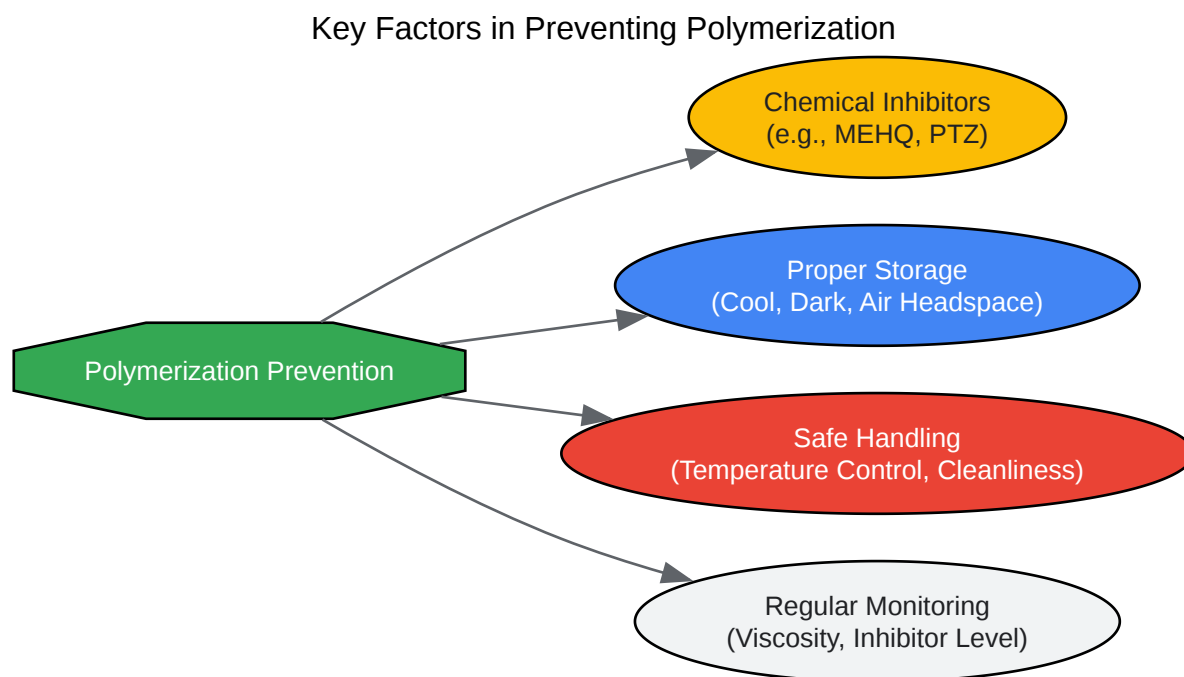 Key Factors in Preventing Polymerization
Chemical Inhibitors
(e.g., MEHQ, PTZ)
Proper Storage
(Cool, Dark, Air Headspace)
Polymerization Prevention
Safe Handling
(Temperature Control, Cleanliness)
Regular Monitoring
(Viscosity, Inhibitor Level)